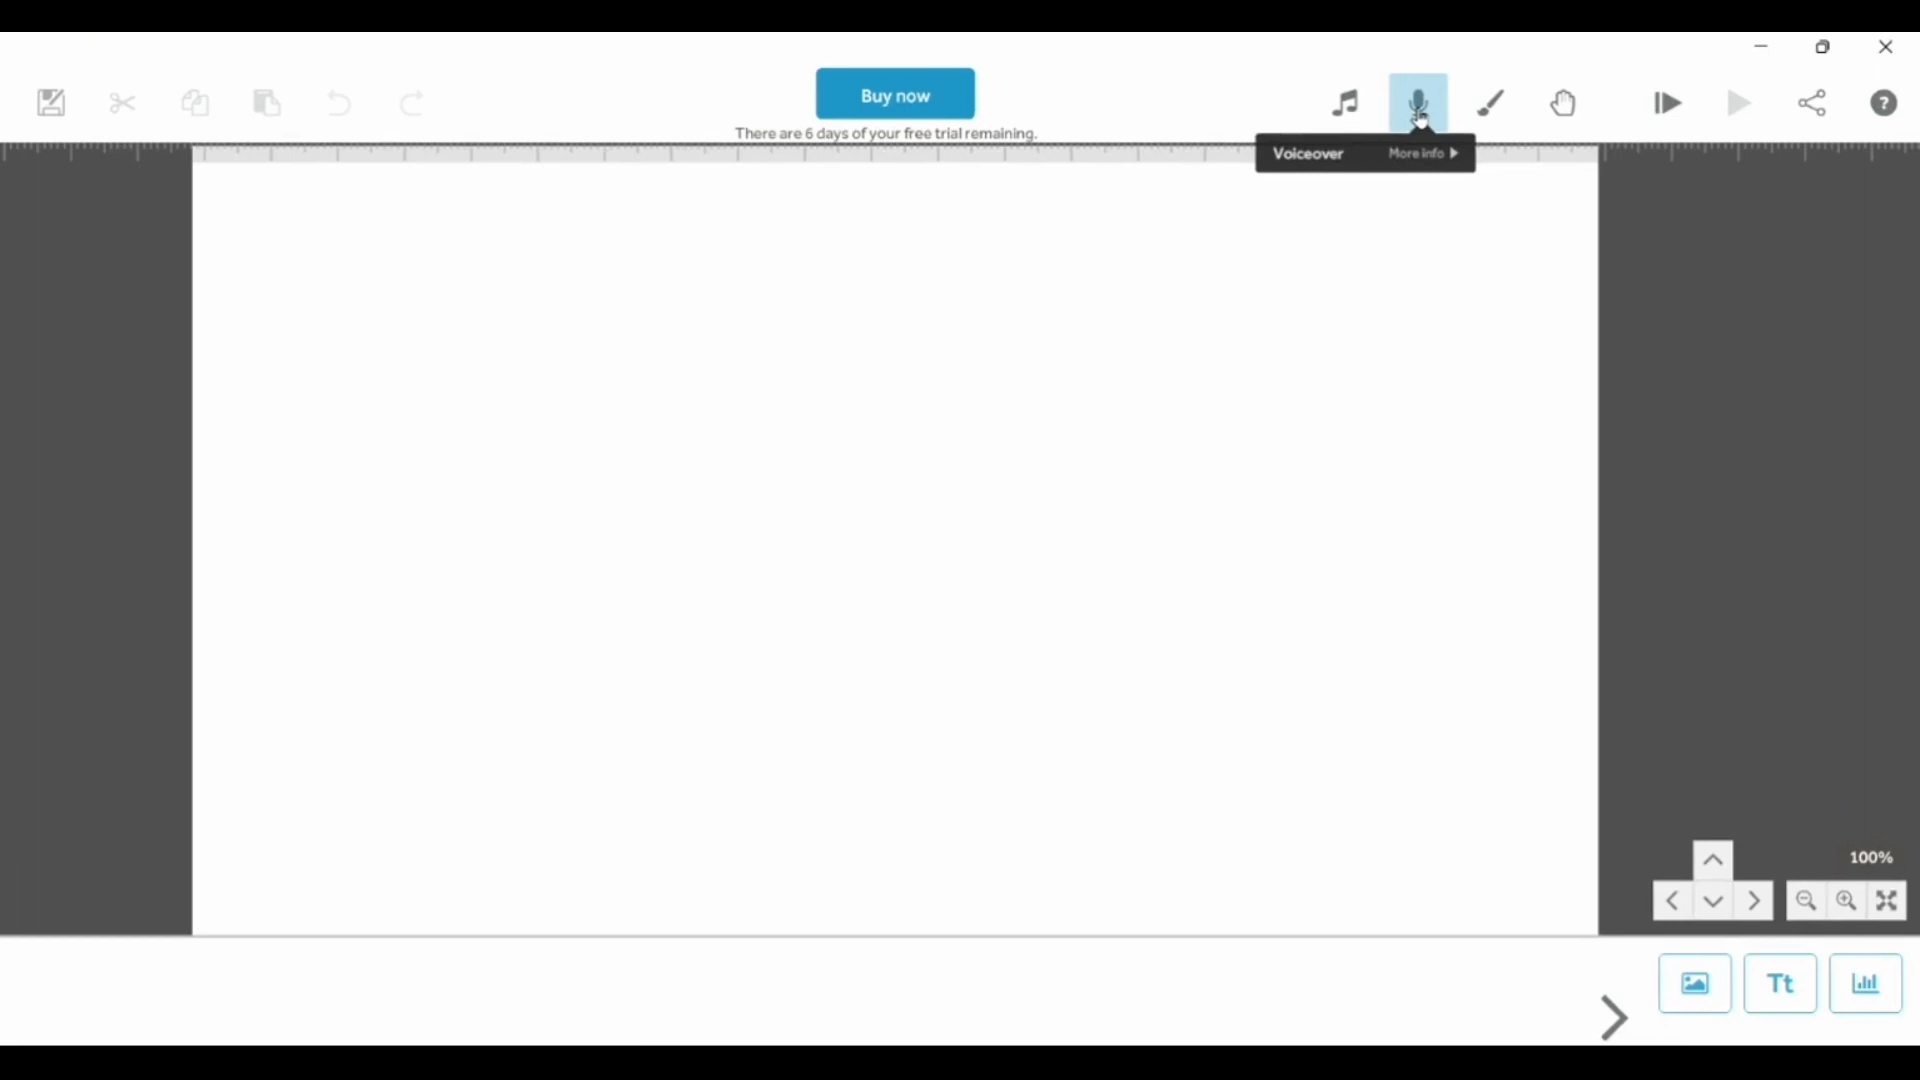 Buy now
There are 6 days of your free trial remaining.
Voiceover More info
100%
Tt